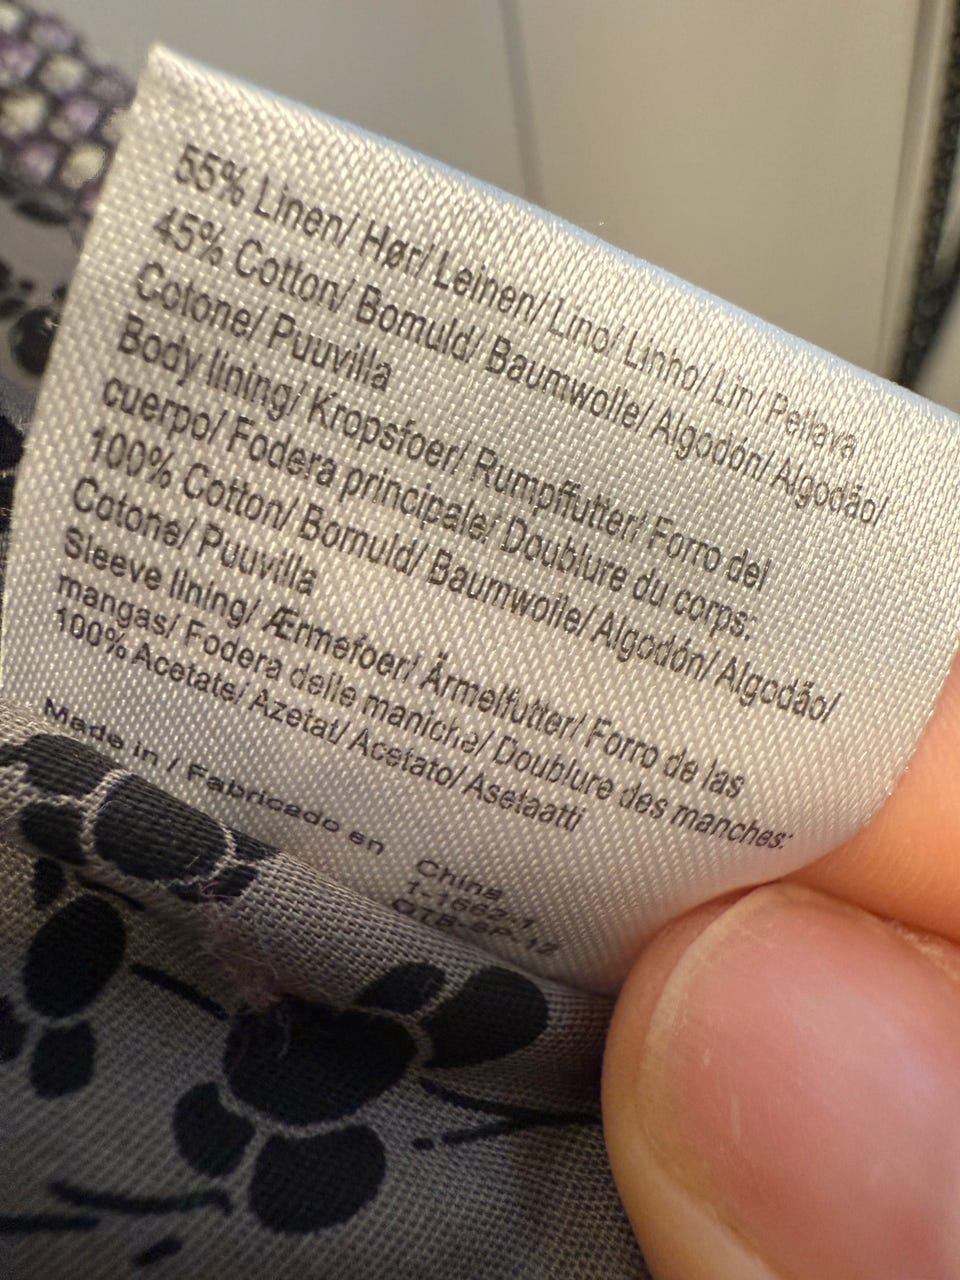 55% Linen/ Hør/ Leinen/ Lino/ Linho/ Lin/ Pellava
45% Cotton/ Bomuld/ Baumwolle/ Algodón/ Algodão/
Cotone/ Puuvilla
Body lining/ Kropsfoer/ Rumpffutter/ Forro del
cuerpo/ Fodera principale/ Doublure du corps:
100% Cotton/ Bomuld/ Baumwolle/ Algodón/ Algodão/
Cotone/ Puuvilla
Sleeve lining/ Ærmefoer/ Ärmelfutter/ Forro de las
mangas/ Fodera delle maniche/ Doublure des manches:
100% Acetate/ Azetat/ Acetato/ Asetaatti
Made in / Fabricado en China